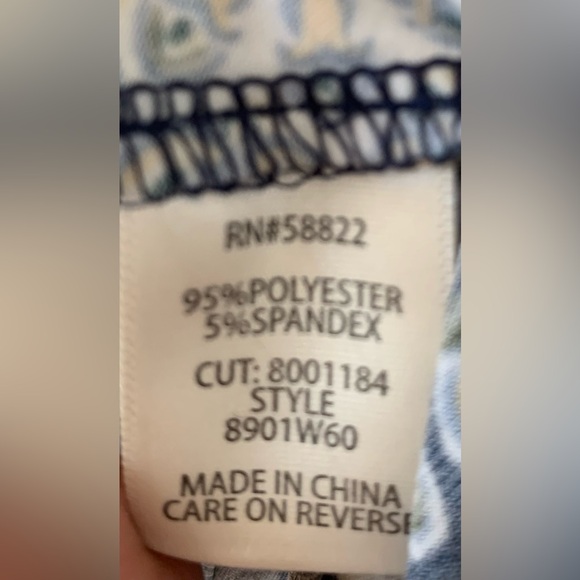 RN#58822
95%POLYESTER
5%SPANDEX
CUT: 8001184
STYLE
8901W60
MADE IN CHINA
CARE ON REVERSE